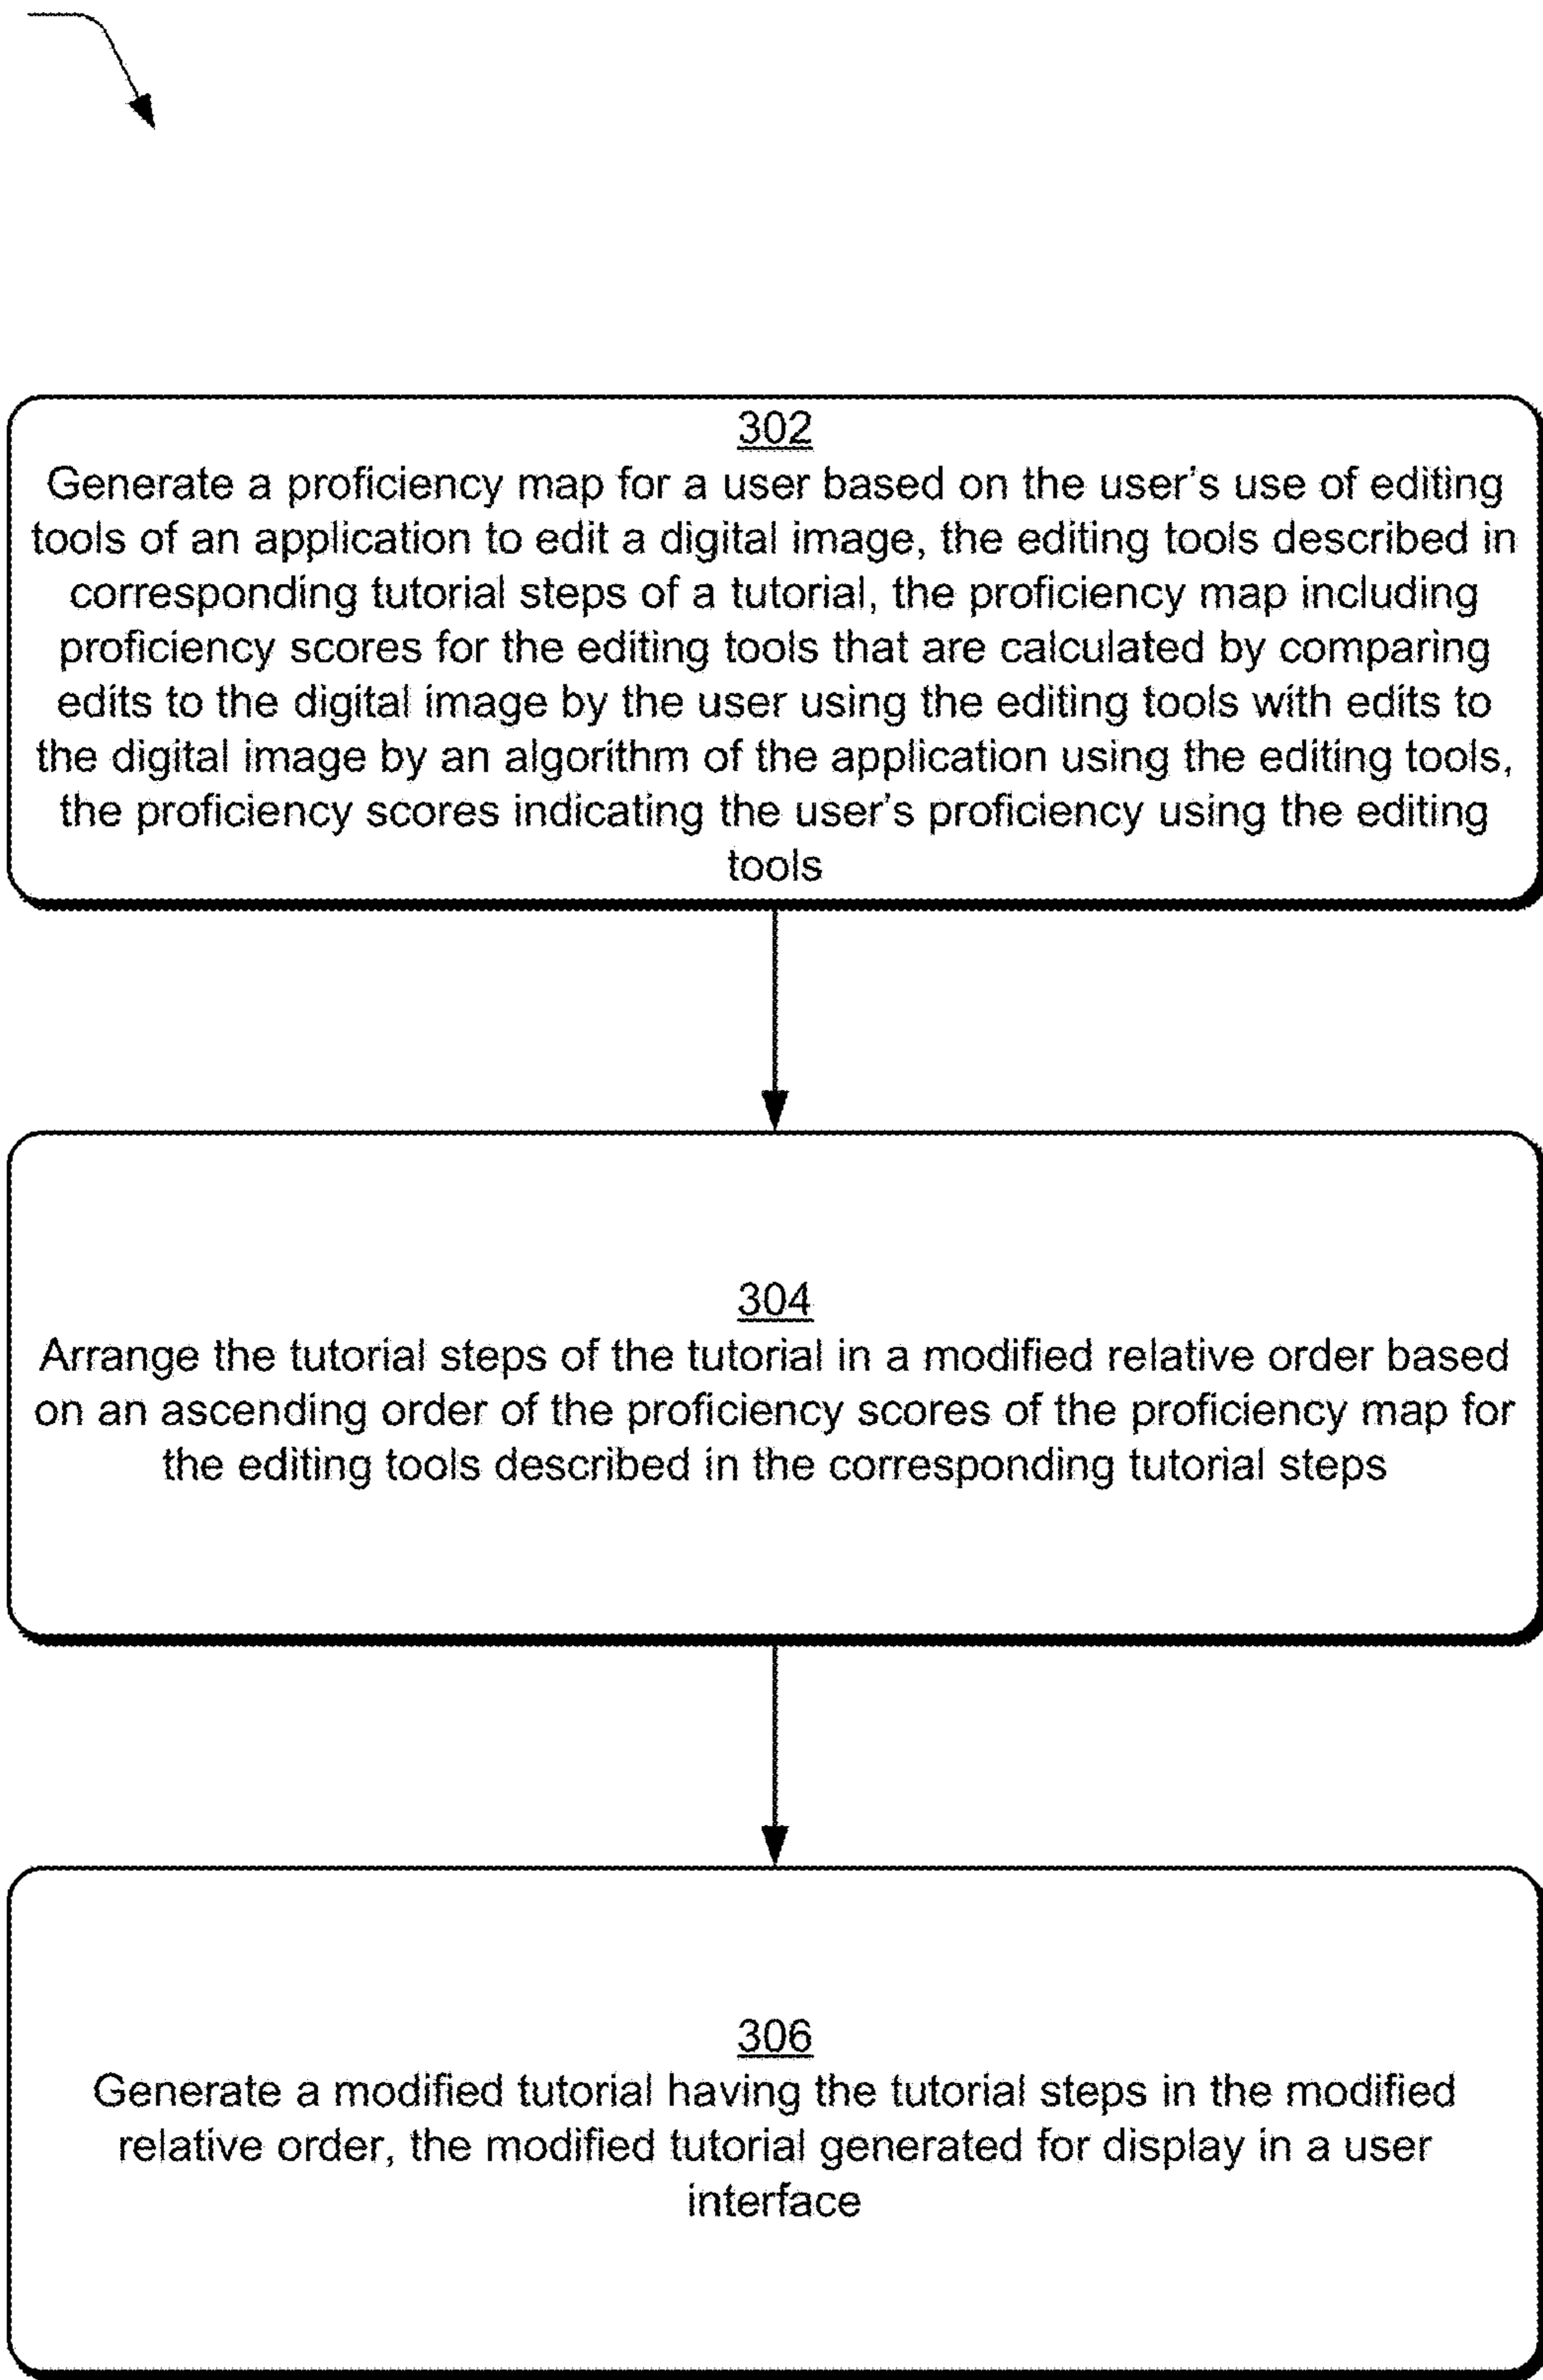 302
Generate a proficiency map for a user based on the user's use of editing
tools of an application to edit a digital image, the editing tools described in
corresponding tutorial steps of a tutorial, the proficiency map including
proficiency scores for the editing tools that are calculated by comparing
edits to the digital image by the user using the editing tools with edits to
the digital image by an algorithm of the application using the editing tools,
the proficiency scores indicating the user's proficiency using the editing
tools
304
Arrange the tutorial steps of the tutorial in a modified relative order based
on an ascending order of the proficiency scores of the proficiency map for
the editing tools described in the corresponding tutorial steps
306
Generate a modified tutorial having the tutorial steps in the modified
relative order, the modified tutorial generated for display in a user
interface